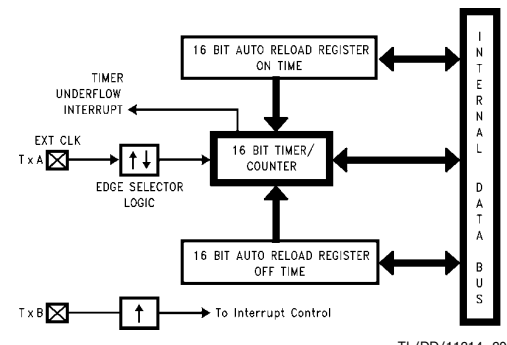 16 BIT AUTO RELOAD REGISTER
ON TIME
TIMER
UNDERFLOW
INTERRUPT
EXT CLK
TxA
EDGE SELECTOR
LOGIC
16 BIT TIMER/
COUNTER
16 BIT AUTO RELOAD REGISTER
OFF TIME
TxB
To Interrupt Control
INTERNAL DATA BUS